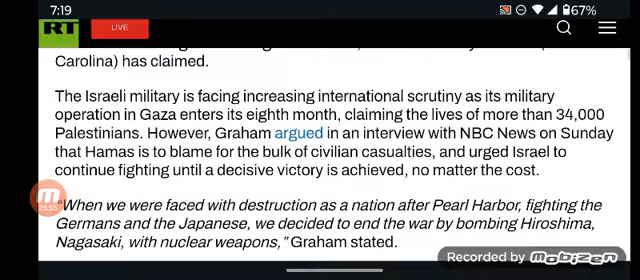 7:19
67%
RT
LIVE
Carolina) has claimed.
The Israeli military is facing increasing international scrutiny as its military
operation in Gaza enters its eighth month, claiming the lives of more than 34,000
Palestinians. However, Graham argued in an interview with NBC News on Sunday
that Hamas is to blame for the bulk of civilian casualties, and urged Israel to
continue fighting until a decisive victory is achieved, no matter the cost.
“When we were faced with destruction as a nation after Pearl Harbor, fighting the
Germans and the Japanese, we decided to end the war by bombing Hiroshima,
Nagasaki, with nuclear weapons,” Graham stated.
Recorded by Mobizen